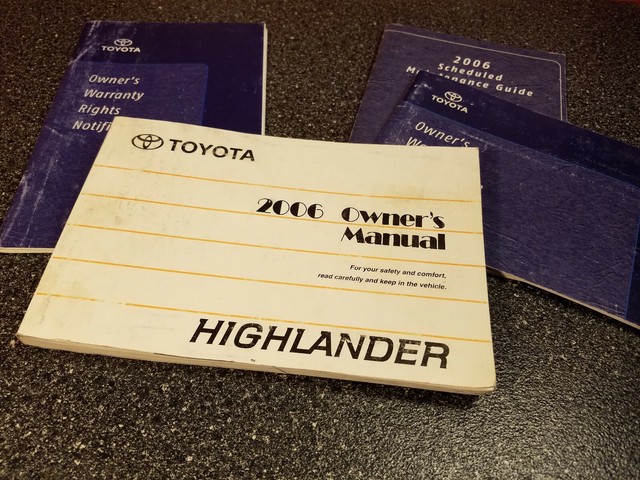 TOYOTA
Owner's
Warranty
Rights
2006
Scheduled
Maintenance Guide
TOYOTA
Owner's
TOYOTA
2006 Owner's
Manual
For your safety and comfort,
read carefully and keep in the vehicle.
HIGHLANDER